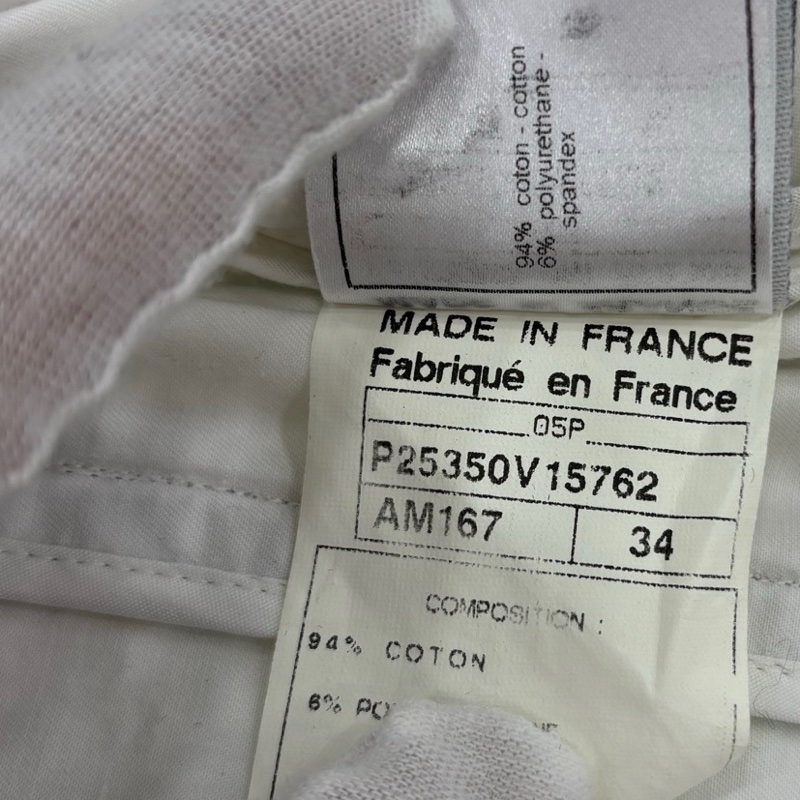 94% coton - cotton
6% polyurethane -
spandex
MADE IN FRANCE
Fabriqué en France
05P
P25350V15762
AM167 34
COMPOSITION :
94% COTON
6%